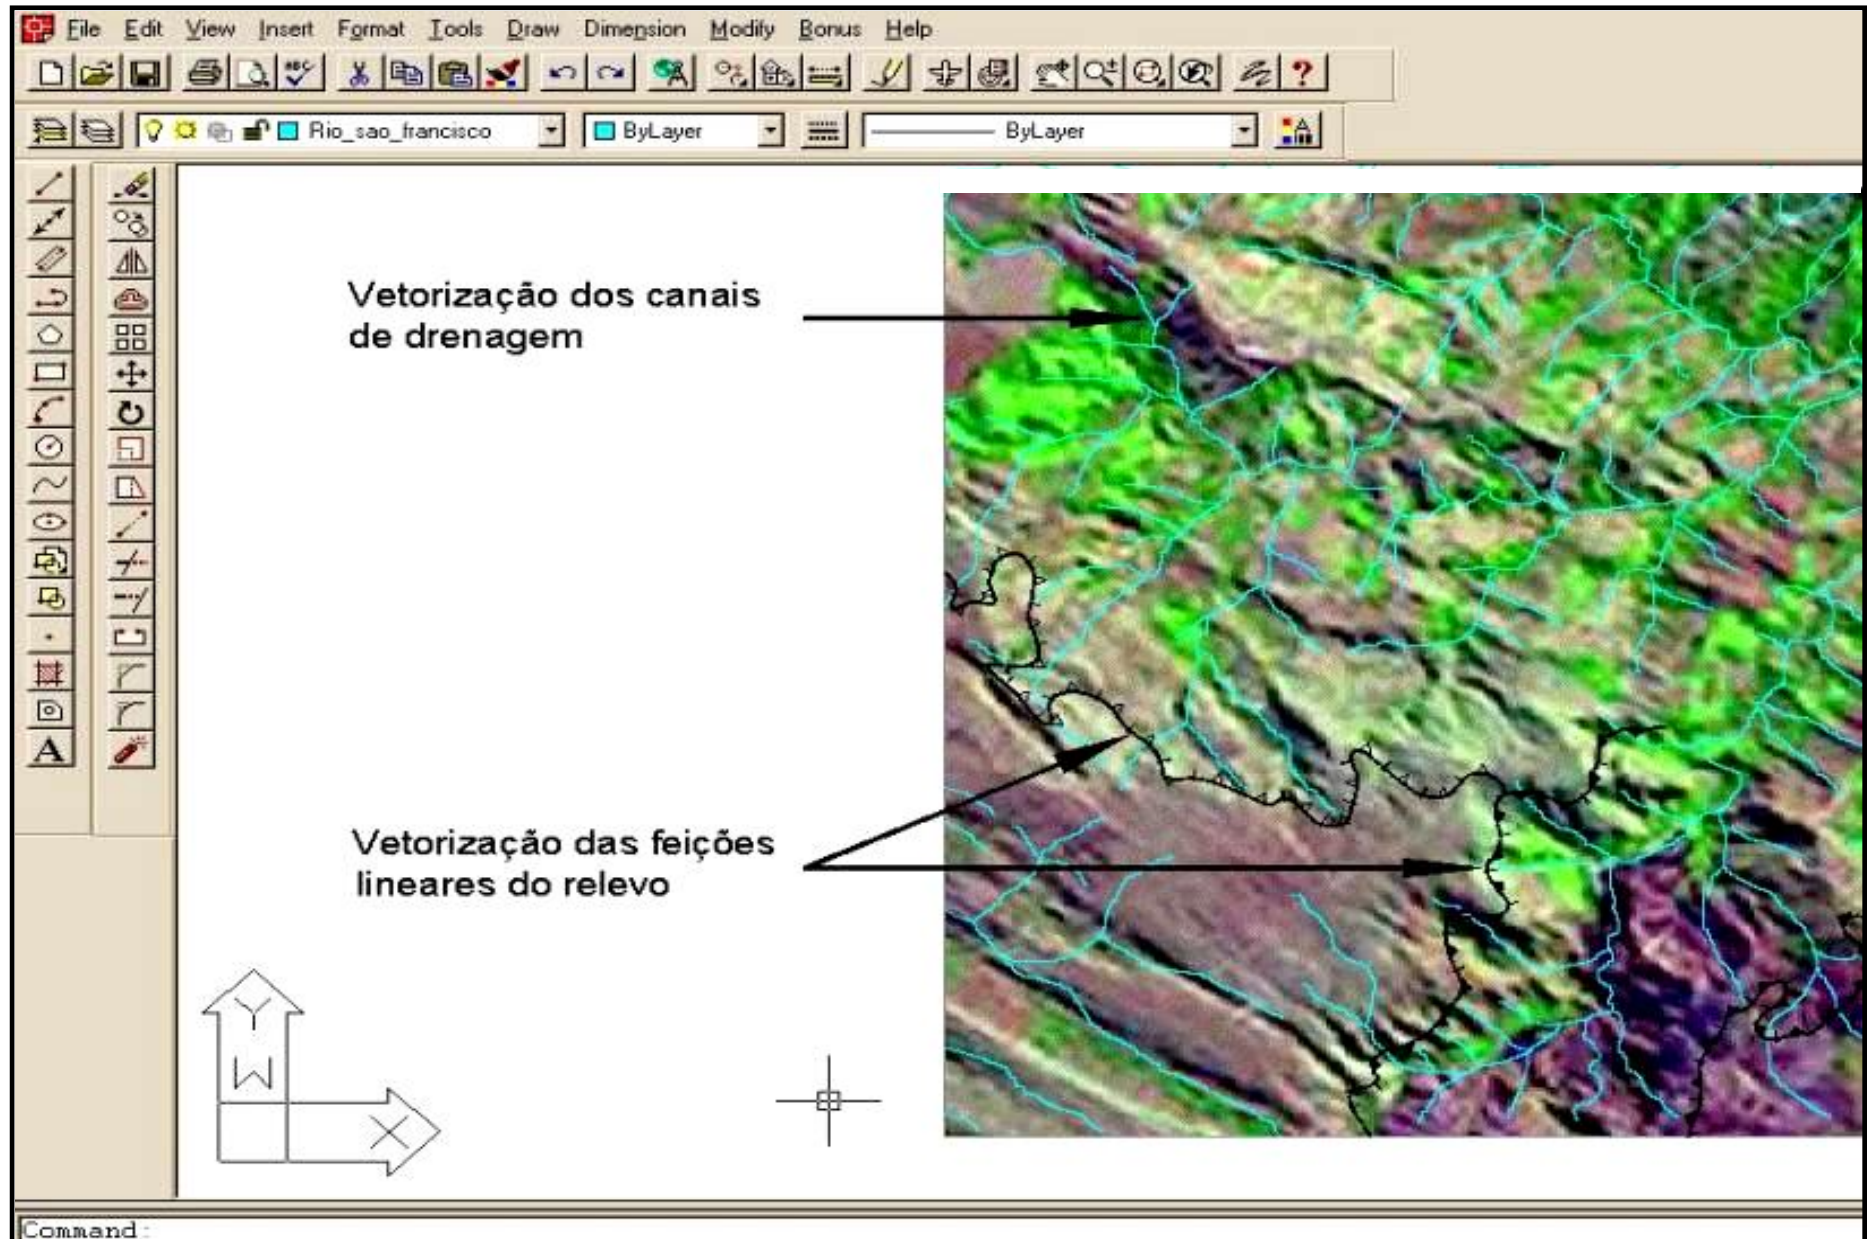 File Edit View Insert Format Tools Draw Dimension Modify Bonus Help
ABC
A
?
Rio_sao_francisco ByLayer ByLayer
A
A
Vetorização dos canais
de drenagem
Vetorização das feições
lineares do relevo
Y
W
X
Command: